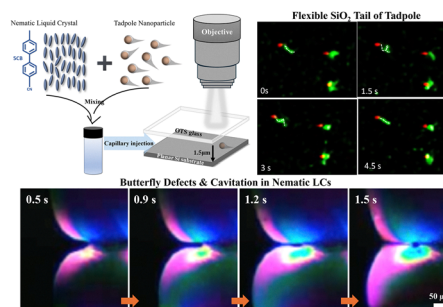 Nematic Liquid Crystal
Tadpole Nanoparticle
5CB
CN
Mixing
Capillary injection
Objective
OTS glass
1.5μm
Flexible SiO2 Tail of Tadpole
0s
1.5 s
3 s
4.5 s
Butterfly Defects & Cavitation in Nematic LCs
0.5 s
0.9 s
1.2 s
1.5 s
50